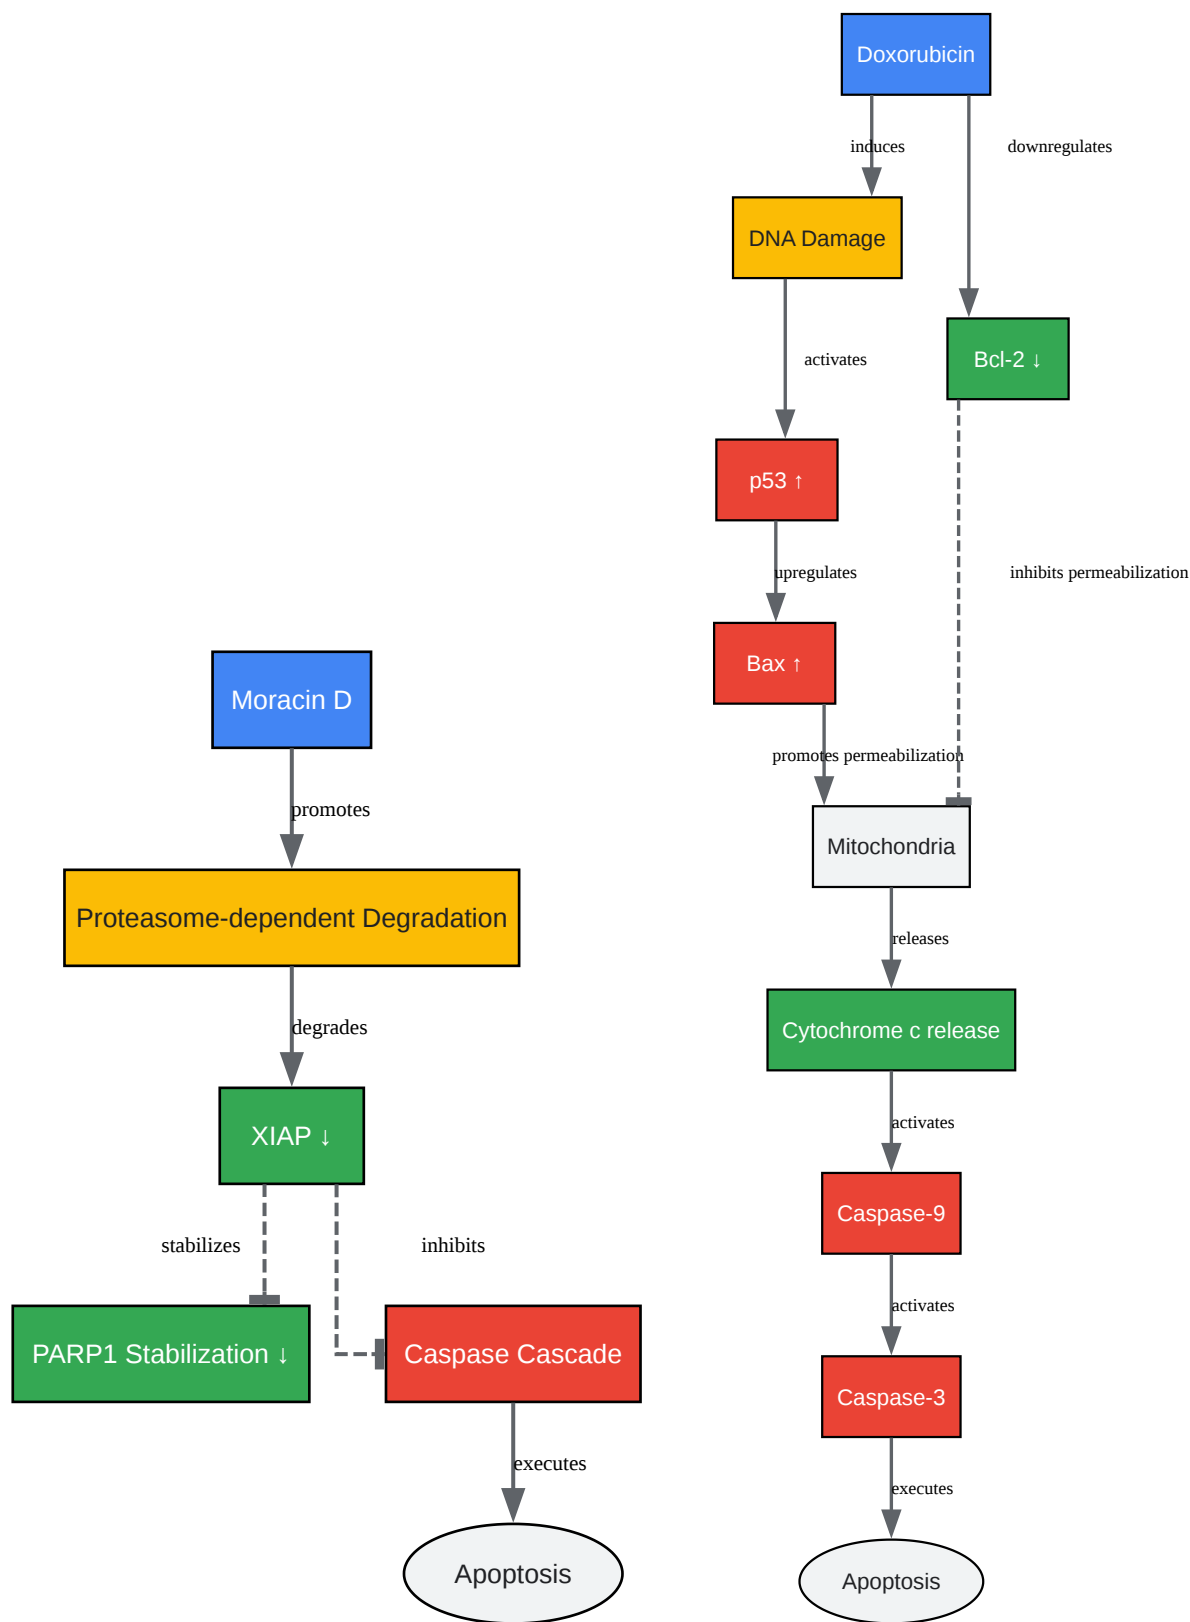 Doxorubicin
induces
downregulates
DNA Damage
activates
Bcl-2 ↓
p53 ↑
upregulates
inhibits permeabilization
Bax ↑
promotes permeabilization
Mitochondria
releases
Cytochrome c release
activates
Caspase-9
activates
Caspase-3
executes
Apoptosis
Moracin D
promotes
Proteasome-dependent Degradation
degrades
XIAP ↓
stabilizes
inhibits
PARP1 Stabilization ↓
Caspase Cascade
executes
Apoptosis